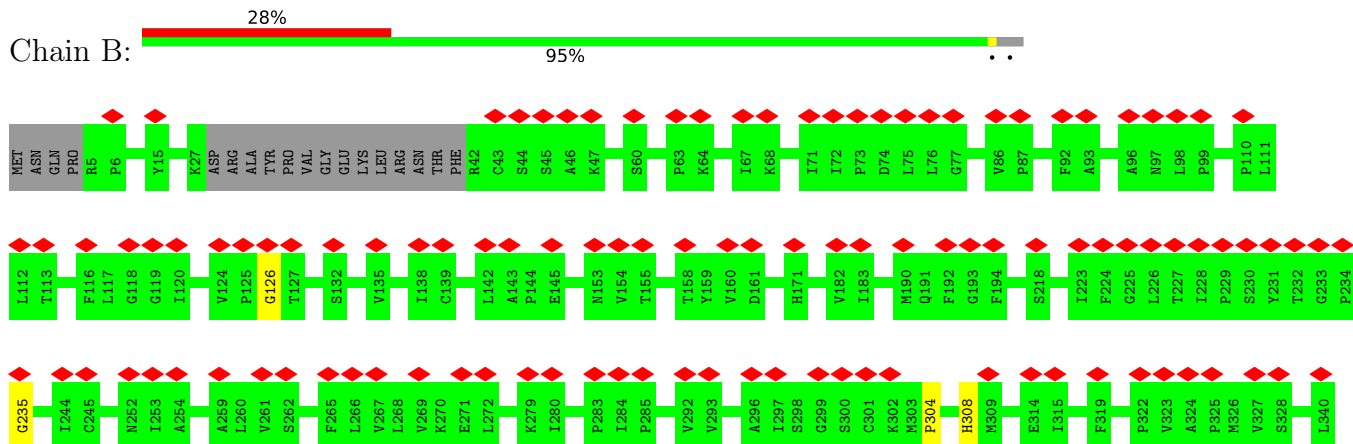 28%
Chain B:
95%
• •
MET ASN GLN PRO R5 P6 Y15 K27 ASP ARG ALA TYR PRO VAL GLY GLU LYS LEU ARG ASN THR PHE R42 C43 S44 S45 A46 K47 S60 P63 K64 I67 K68 I71 I72 P73 D74 L75 L76 G77 V86 P87 F92 A93 A96 N97 L98 P99 P110 L111
L112 T113 F116 L117 G118 G119 I120 V124 P125 G126 T127 S132 V135 I138 C139 L142 A143 P144 E145 N153 V154 T155 T158 Y159 V160 D161 H171 V182 I183 M190 Q191 F192 G193 F194 S218 I223 F224 G225 L226 T227 I228 P229 S230 Y231 T232 G233 P234
G235 I244 C245 N252 I253 A254 A259 L260 V261 S262 F265 L266 V267 L268 V269 K270 E271 L272 K279 I280 P283 I284 P285 V292 V293 A296 I297 S298 G299 S300 C301 K302 M303 P304 H308 M309 E314 I315 F319 P322 V323 A324 P325 M326 V327 S328 L340